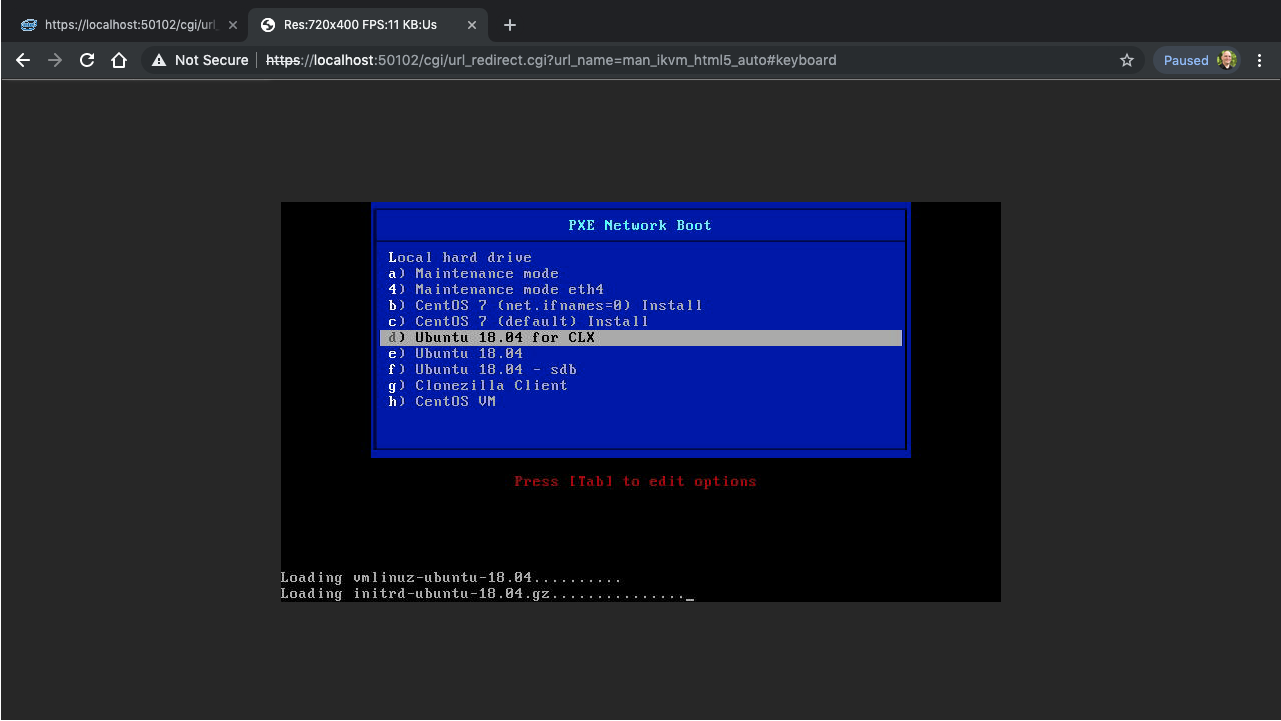 https://localhost:50102/cgi/url
Res:720x400 FPS:11 KB:Us
Not Secure
https://localhost:50102/cgi/url_redirect.cgi?url_name=man_ikvm_html5_auto#keyboard
Paused
PXE Network Boot
Local hard drive
a) Maintenance mode
4) Maintenance mode eth4
b) CentOS 7 (net.ifnames=0) Install
c) CentOS 7 (default) Install
d) Ubuntu 18.04 for CLX
e) Ubuntu 18.04
f) Ubuntu 18.04 - sdb
g) Clonezilla Client
h) CentOS VM
Press [Tab] to edit options
Loading vmlinuz-ubuntu-18.04..........
Loading initrd-ubuntu-18.04.gz..............._